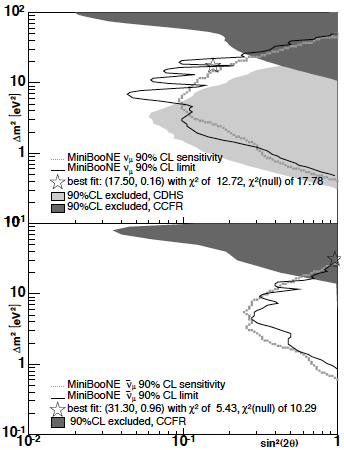 10²
10
1
10⁻¹
Δm² [eV²]
MiniBooNE νμ 90% CL sensitivity
MiniBooNE νμ 90% CL limit
best fit: (17.50, 0.16) with χ² of 12.72, χ²(null) of 17.78
90%CL excluded, CDHS
90%CL excluded, CCFR
10
1
10⁻¹
Δm² [eV²]
MiniBooNE ν̄μ 90% CL sensitivity
MiniBooNE ν̄μ 90% CL limit
best fit: (31.30, 0.96) with χ² of 5.43, χ²(null) of 10.29
90%CL excluded, CCFR
10⁻² 10⁻¹ sin²(2θ) 1